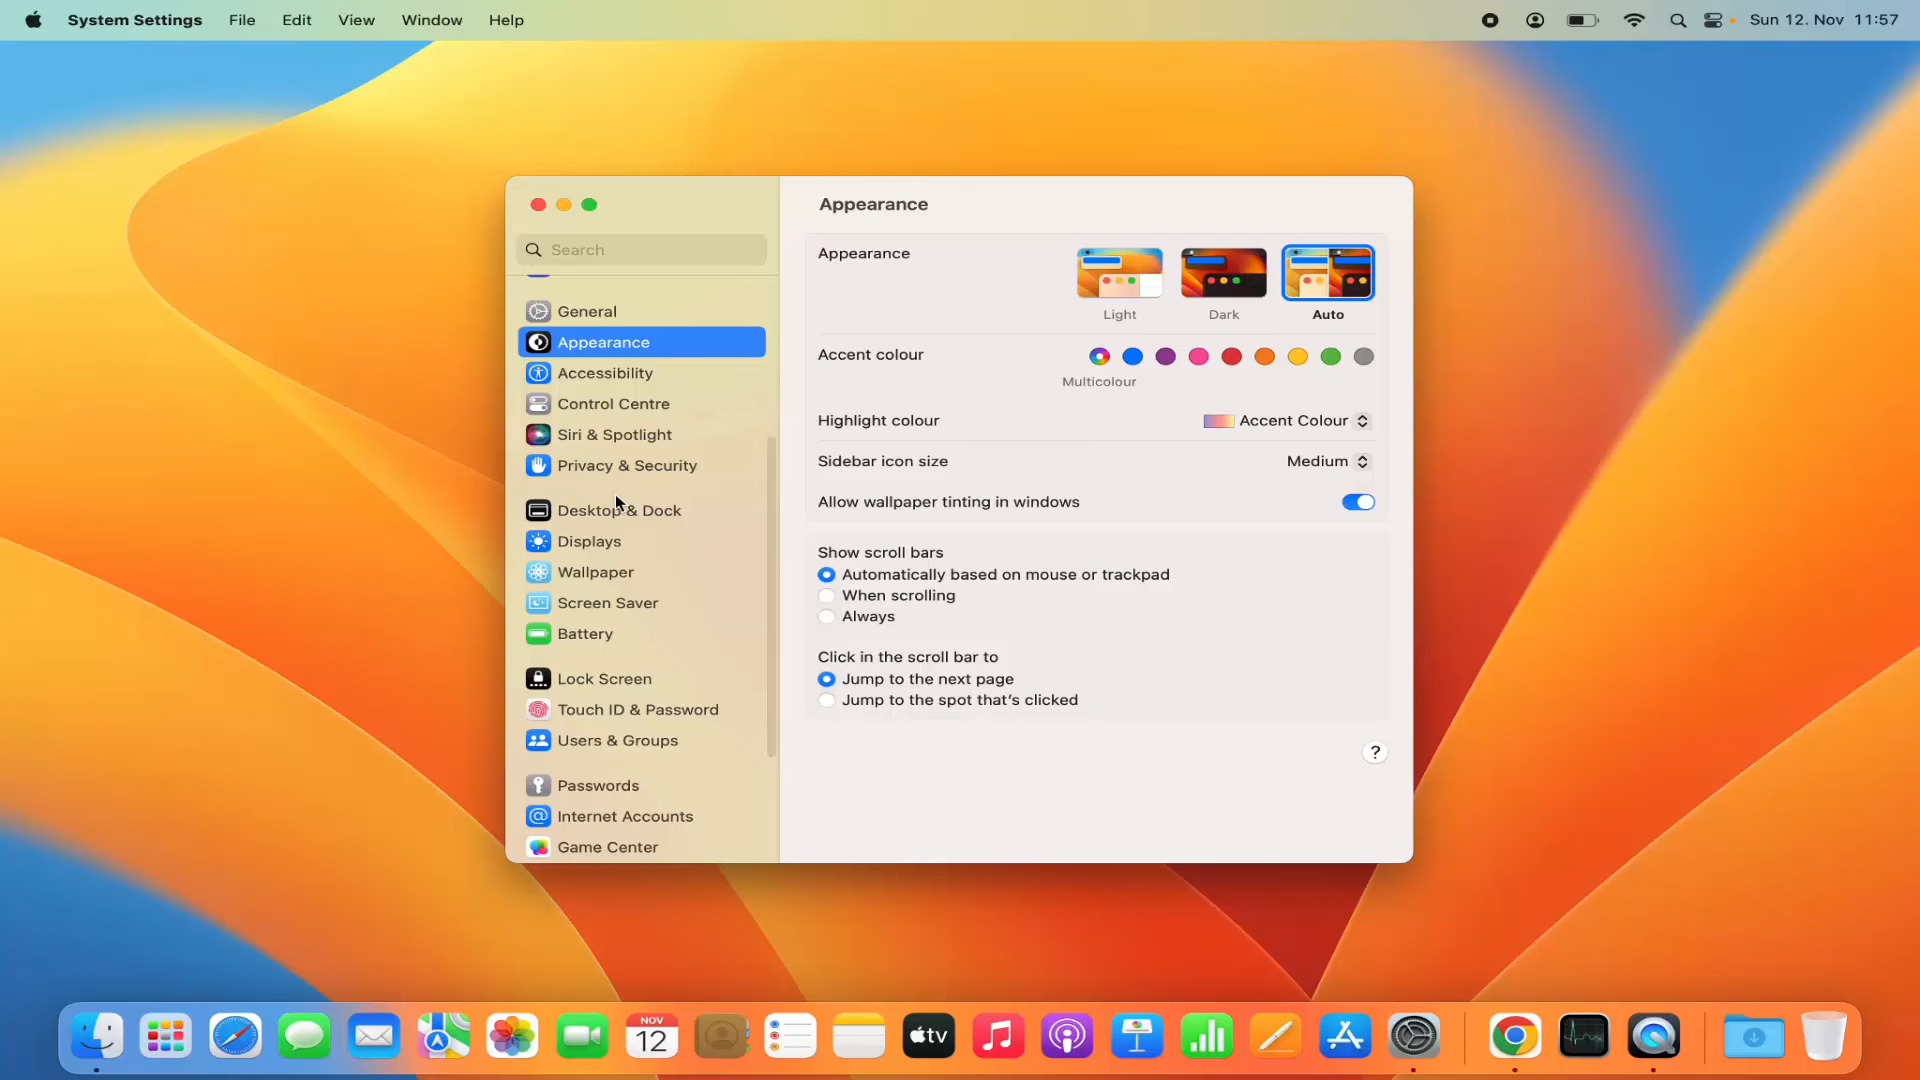 System Settings File Edit View Window Help Sun 12. Nov 11:57
Search
General
Appearance
Accessibility
Control Centre
Siri & Spotlight
Privacy & Security
Desktop & Dock
Displays
Wallpaper
Screen Saver
Battery
Lock Screen
Touch ID & Password
Users & Groups
Passwords
Internet Accounts
Game Center
Appearance
Appearance
Light Dark Auto
Accent colour
Multicolour
Highlight colour Accent Colour
Sidebar icon size Medium
Allow wallpaper tinting in windows
Show scroll bars
Automatically based on mouse or trackpad
When scrolling
Always
Click in the scroll bar to
Jump to the next page
Jump to the spot that's clicked
?
NOV
12
tv